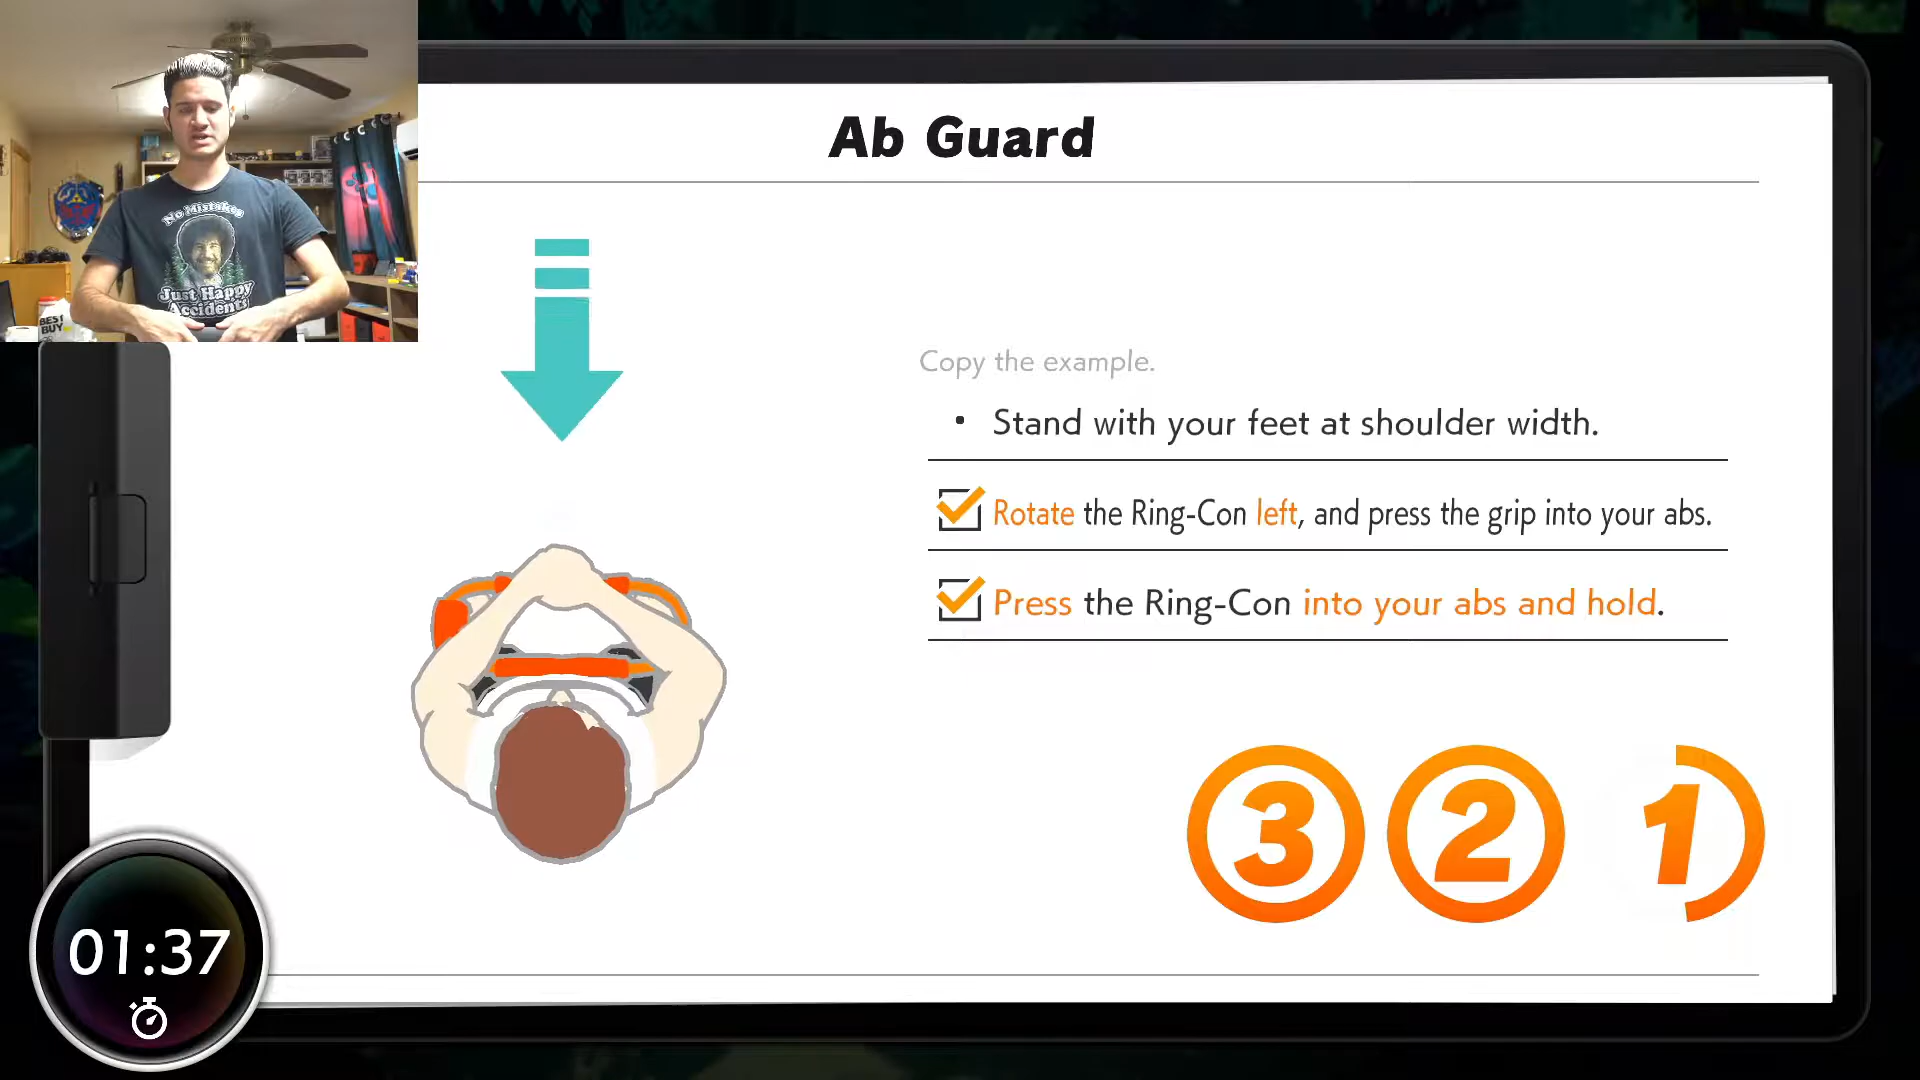 Ab Guard
No Mistakes
Just Happy
Accidents
BEST
BUY
Copy the example.
• Stand with your feet at shoulder width.
Rotate the Ring-Con left, and press the grip into your abs.
Press the Ring-Con into your abs and hold.
3 2 1
01:37